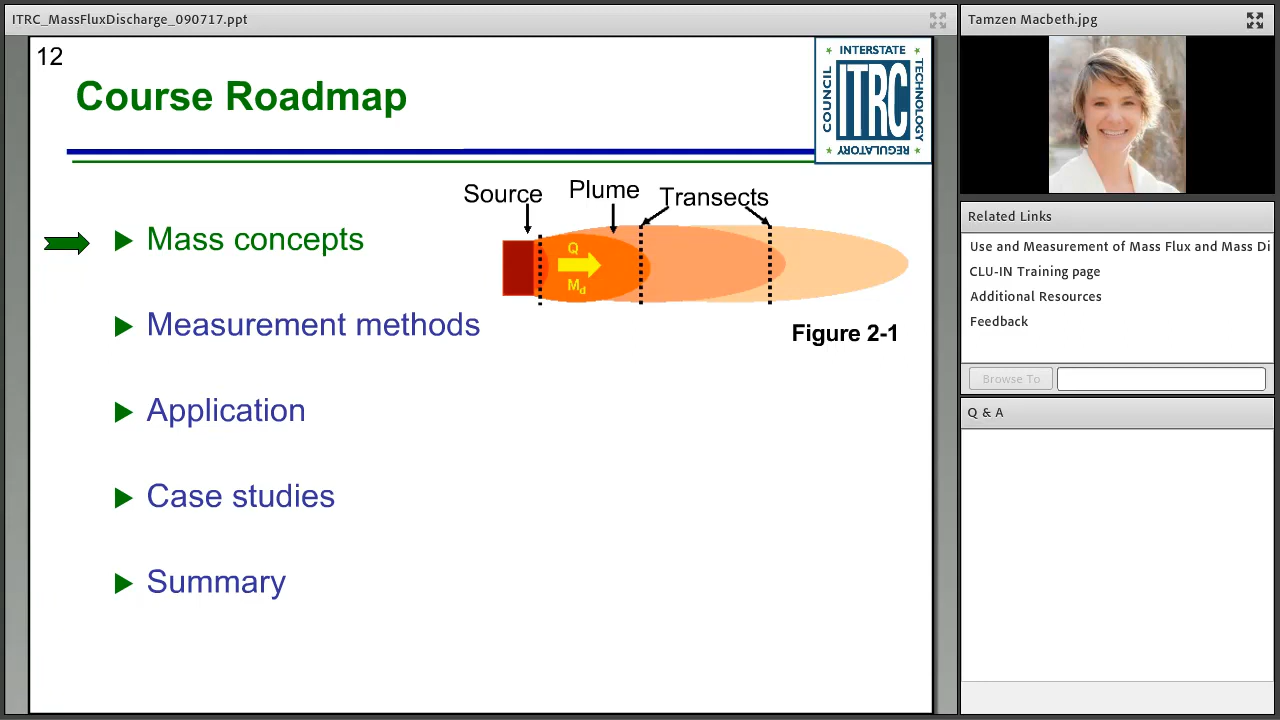 ITRC_MassFluxDischarge_090717.ppt
12
Course Roadmap
INTERSTATE
COUNCIL
ITRC
TECHNOLOGY
REGULATORY
Source
Plume
Transects
Q
Md
Figure 2-1
Mass concepts
Measurement methods
Application
Case studies
Summary
Tamzen Macbeth.jpg
Related Links
Use and Measurement of Mass Flux and Mass Di
CLU-IN Training page
Additional Resources
Feedback
Browse To
Q & A